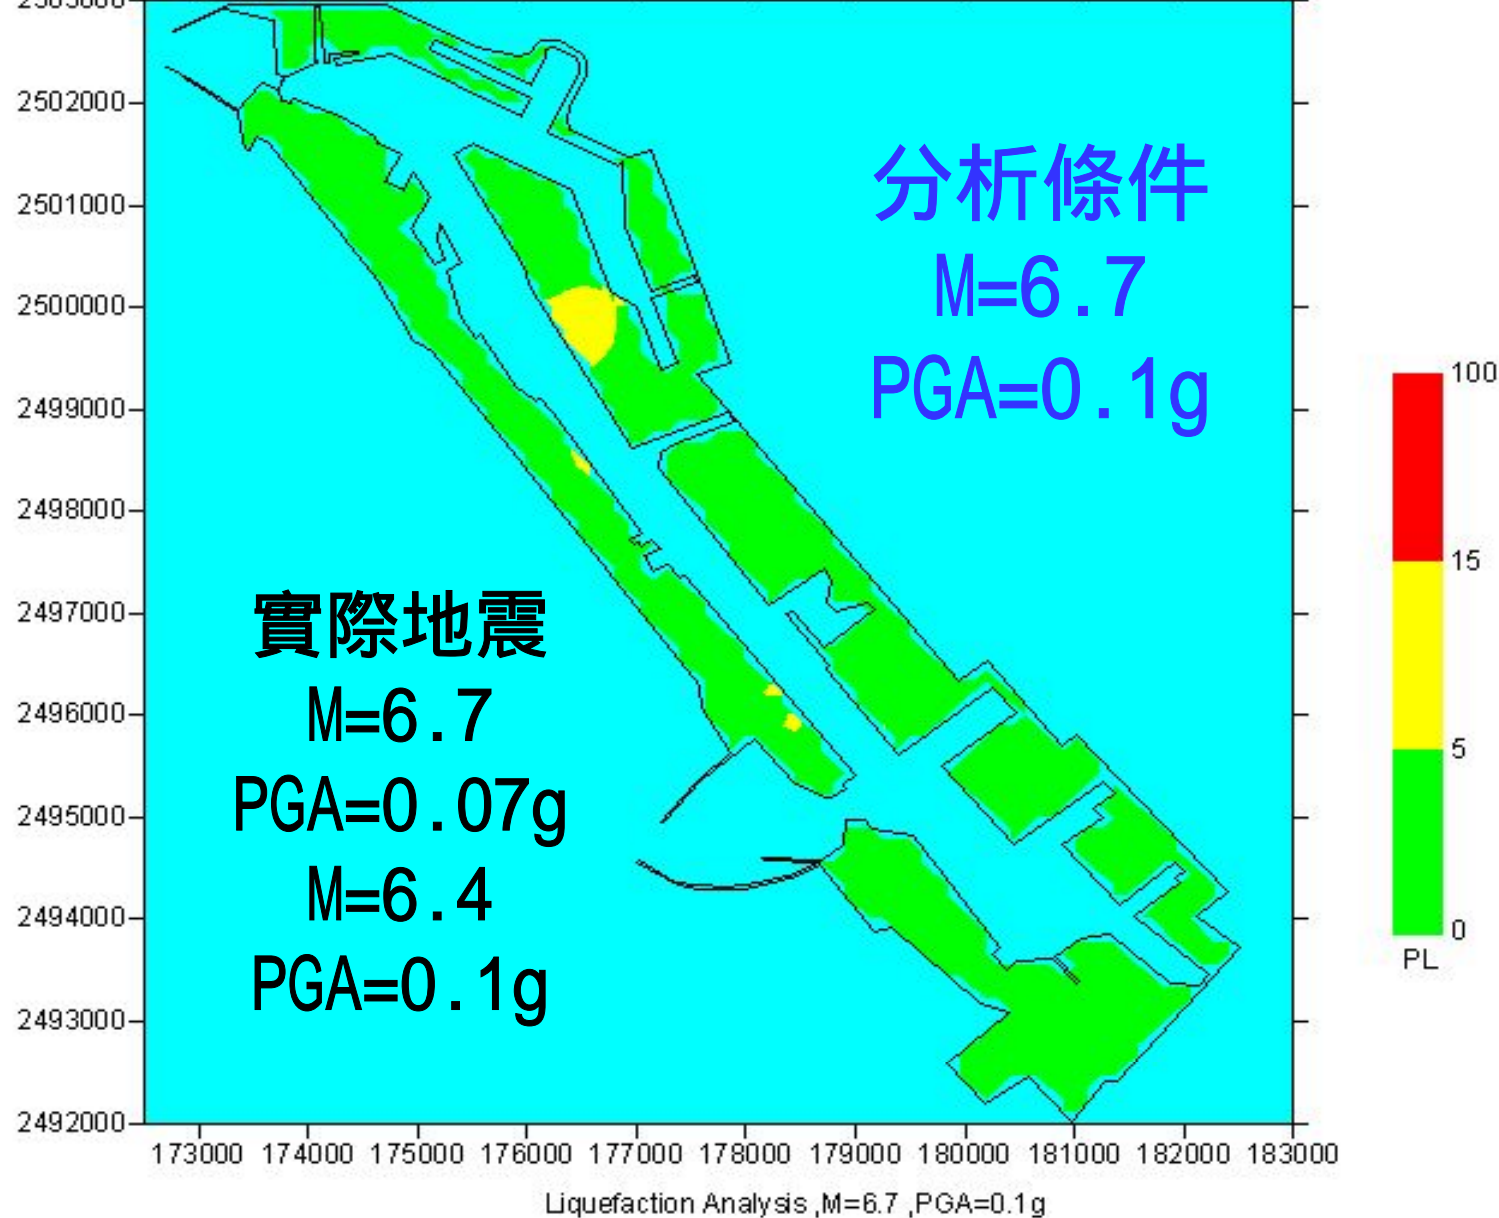 2503000
2502000
2501000
2500000
2499000
2498000
2497000
2496000
2495000
2494000
2493000
2492000
分析條件
M=6.7
PGA=0.1g
實際地震
M=6.7
PGA=0.07g
M=6.4
PGA=0.1g
100
15
5
0
PL
173000 174000 175000 176000 177000 178000 179000 180000 181000 182000 183000
Liquefaction Analysis ,M=6.7 ,PGA=0.1g